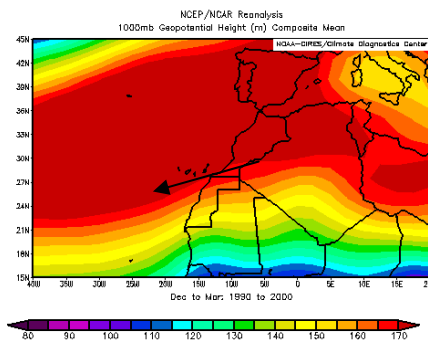 NCEP/NCAR Reanalysis
1000mb Geopotential Height (m) Composite Mean
NOAA-CIRES/Climate Diagnostics Center
45N
42N
39N
36N
33N
30N
27N
24N
21N
18N
15N
40W 35W 30W 25W 20W 15W 10W 5W 0 5E 10E 15E
Dec to Mar: 1990 to 2000
80 90 100 110 120 130 140 150 160 170